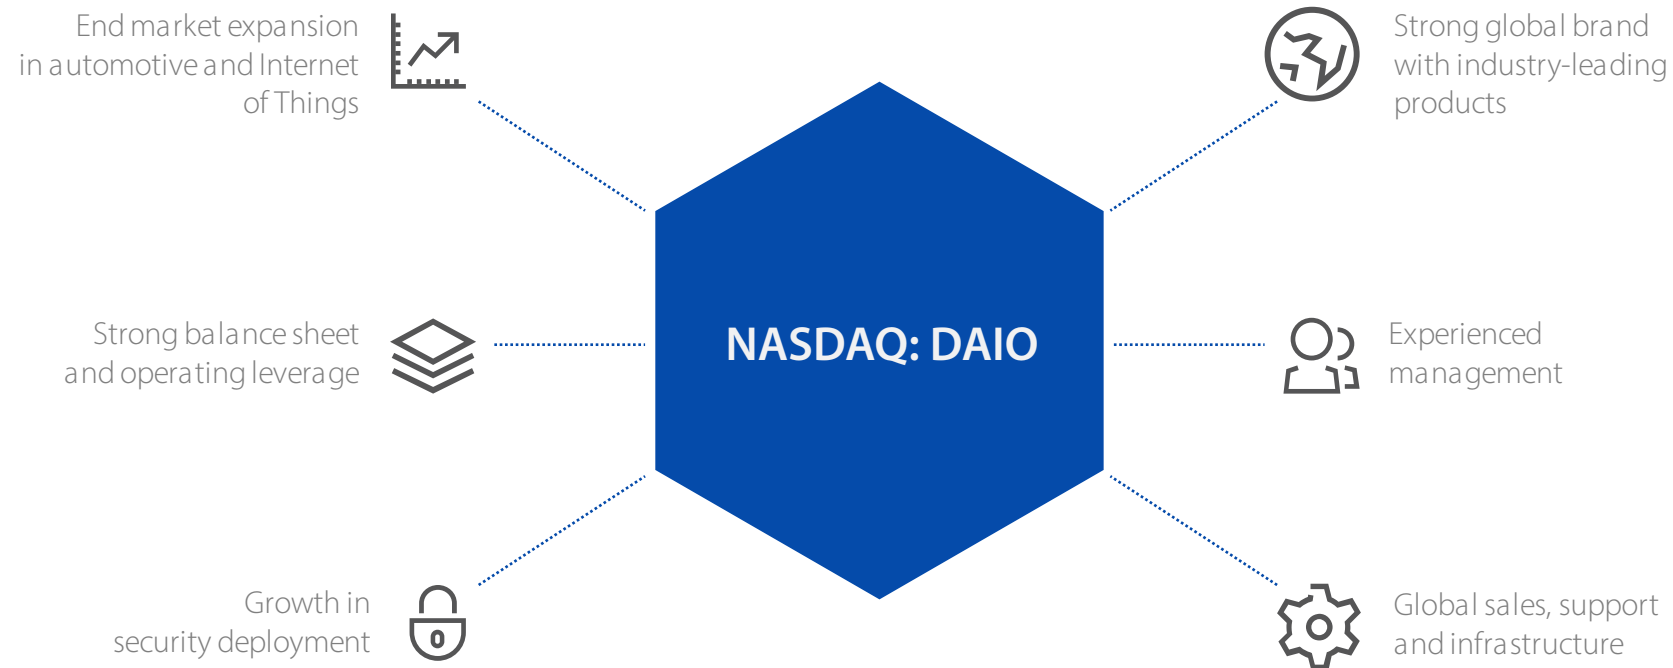 End market expansion
in automotive and Internet
of Things
Strong balance sheet
and operating leverage
Growth in
security deployment
NASDAQ: DAIO
Strong global brand
with industry-leading
products
Experienced
management
Global sales, support
and infrastructure